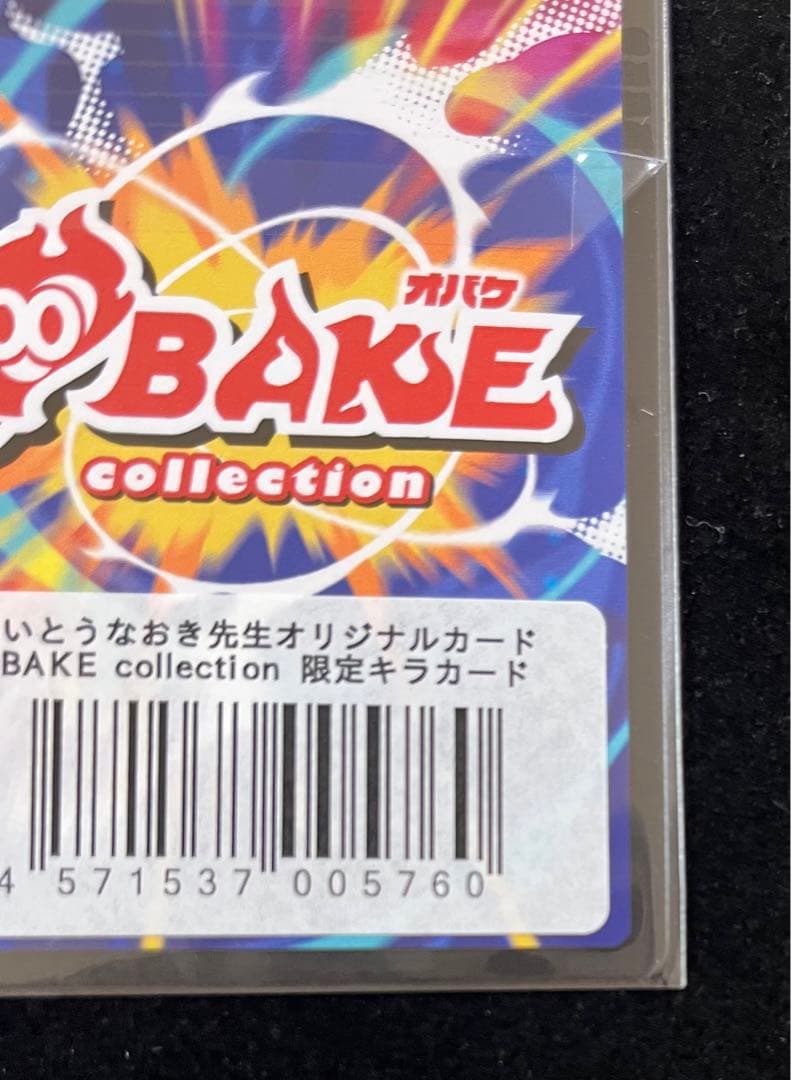 オバケ
BAKE
collection
いとうなおき先生オリジナルカード
BAKE collection 限定キラカード
4 571537 005760